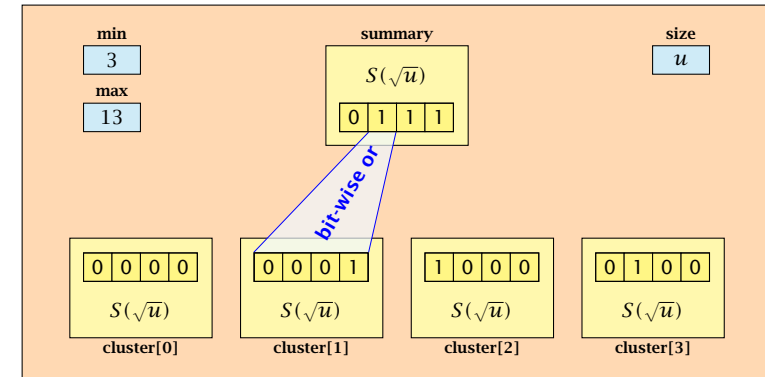 min
summary
size
3
S(√u)
u
max
13
0 1 1 1
bit-wise or
0 0 0 0
0 0 0 1
1 0 0 0
0 1 0 0
S(√u)
S(√u)
S(√u)
S(√u)
cluster[0]
cluster[1]
cluster[2]
cluster[3]